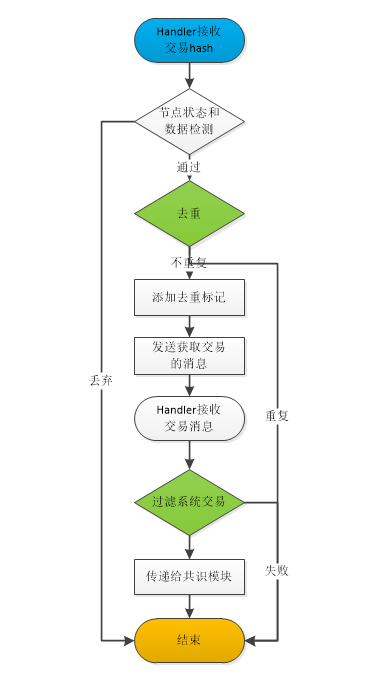 Handler接收
交易hash
节点状态和
数据检测
通过
去重
不重复
添加去重标记
发送获取交易
的消息
丢弃
Handler接收
交易消息
重复
过滤系统交易
失败
传递给共识模块
结束